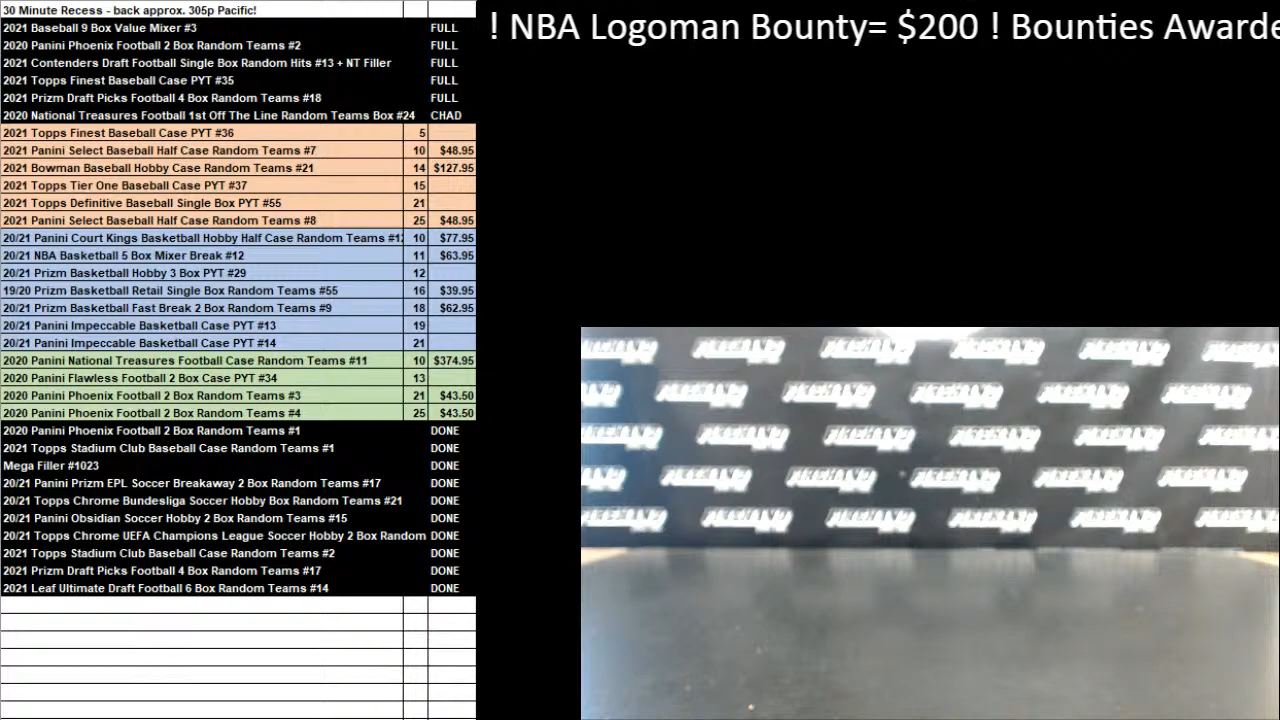 30 Minute Recess - back approx. 305p Pacific!
2021 Baseball 9 Box Value Mixer #3 FULL
2020 Panini Phoenix Football 2 Box Random Teams #2 FULL
2021 Contenders Draft Football Single Box Random Hits #13 + NT Filler FULL
2021 Topps Finest Baseball Case PYT #35 FULL
2021 Prizm Draft Picks Football 4 Box Random Teams #18 FULL
2020 National Treasures Football 1st Off The Line Random Teams Box #24 CHAD
2021 Topps Finest Baseball Case PYT #36 5
2021 Panini Select Baseball Half Case Random Teams #7 10 $48.95
2021 Bowman Baseball Hobby Case Random Teams #21 14 $127.95
2021 Topps Tier One Baseball Case PYT #37 15
2021 Topps Definitive Baseball Single Box PYT #55 21
2021 Panini Select Baseball Half Case Random Teams #8 25 $48.95
20/21 Panini Court Kings Basketball Hobby Half Case Random Teams 10 $77.95
20/21 NBA Basketball 5 Box Mixer Break #12 11 $63.95
20/21 Prizm Basketball Hobby 3 Box PYT #29 12
19/20 Prizm Basketball Retail Single Box Random Teams #55 16 $39.95
20/21 Prizm Basketball Fast Break 2 Box Random Teams #9 18 $62.95
20/21 Panini Impeccable Basketball Case PYT #13 19
20/21 Panini Impeccable Basketball Case PYT #14 21
2020 Panini National Treasures Football Case Random Teams #11 10 $374.95
2020 Panini Flawless Football 2 Box Case PYT #34 13
2020 Panini Phoenix Football 2 Box Random Teams #3 21 $43.50
2020 Panini Phoenix Football 2 Box Random Teams #4 25 $43.50
2020 Panini Phoenix Football 2 Box Random Teams #1 DONE
2021 Topps Stadium Club Baseball Case Random Teams #1 DONE
Mega Filler #1023 DONE
20/21 Panini Prizm EPL Soccer Breakaway 2 Box Random Teams #17 DONE
20/21 Topps Chrome Bundesliga Soccer Hobby Box Random Teams #21 DONE
20/21 Panini Obsidian Soccer Hobby 2 Box Random Teams #15 DONE
20/21 Topps Chrome UEFA Champions League Soccer Hobby 2 Box Random DONE
2021 Topps Stadium Club Baseball Case Random Teams #2 DONE
2021 Prizm Draft Picks Football 4 Box Random Teams #17 DONE
2021 Leaf Ultimate Draft Football 6 Box Random Teams #14 DONE
! NBA Logoman Bounty= $200 ! Bounties Awarde